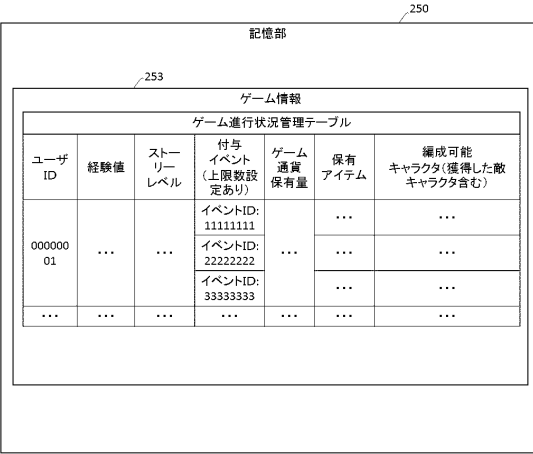 250
記憶部
253
ゲーム情報
ゲーム進行状況管理テーブル
ユーザ
ID
経験値
ストー
リー
レベル
付与
イベント
(上限数設
定あり)
ゲーム
通貨
保有量
保有
アイテム
編成可能
キャラクタ(獲得した敵
キャラクタ含む)
000000
01
・・・
・・・
イベントID:
11111111
イベントID:
22222222
イベントID:
33333333
・・・
・・・
・・・
・・・
・・・
・・・
・・・
・・・
・・・
・・・
・・・
・・・
・・・
・・・